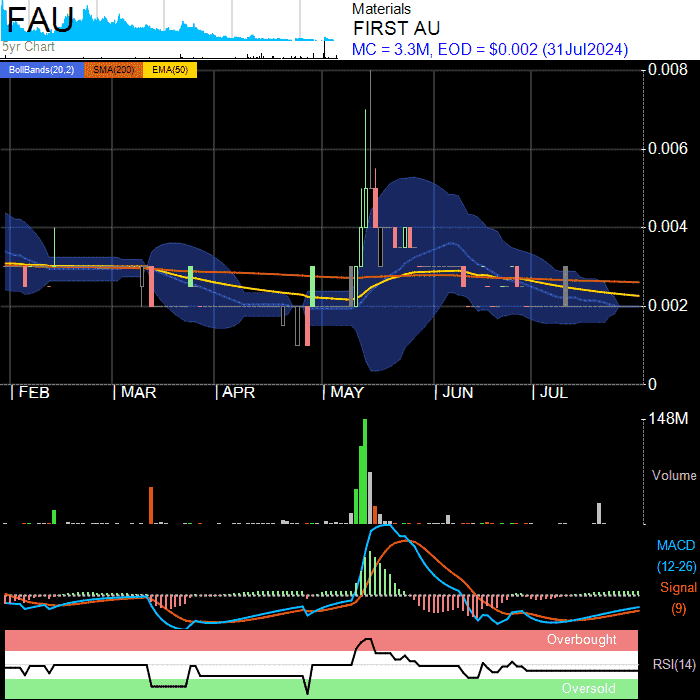 FAU
5yr Chart
Materials
FIRST AU
MC = 3.3M, EOD = $0.002 (31Jul2024)
BollBands(20,2) SMA(200) EMA(50)
0.008
0.006
0.004
0.002
0
FEB MAR APR MAY JUN JUL
148M
Volume
MACD
(12-26)
Signal
(9)
Overbought
RSI(14)
Oversold